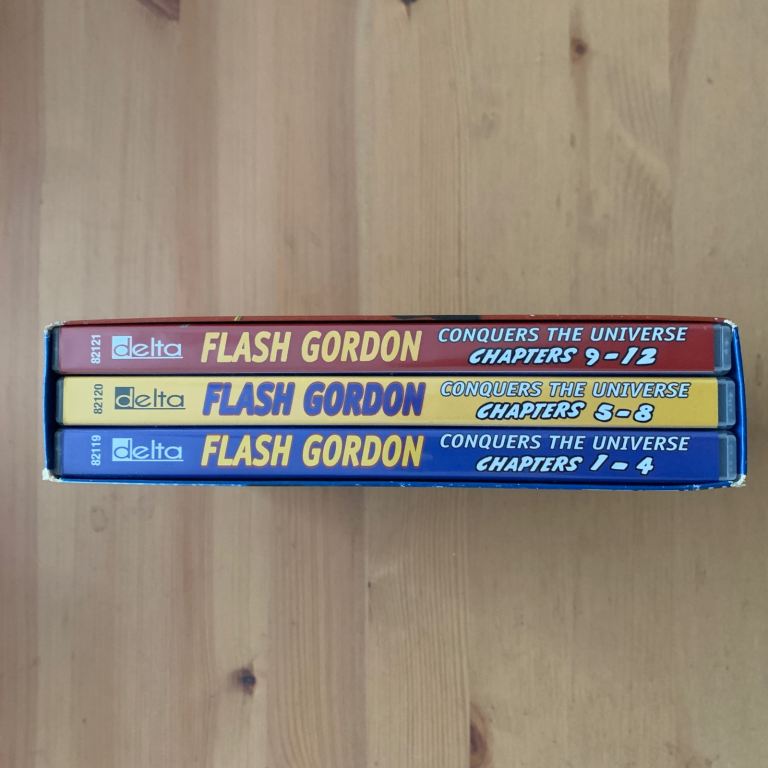 82121 delta FLASH GORDON CONQUERS THE UNIVERSE
CHAPTERS 9-12
82120 delta FLASH GORDON CONQUERS THE UNIVERSE
CHAPTERS 5-8
82119 delta FLASH GORDON CONQUERS THE UNIVERSE
CHAPTERS 1-4